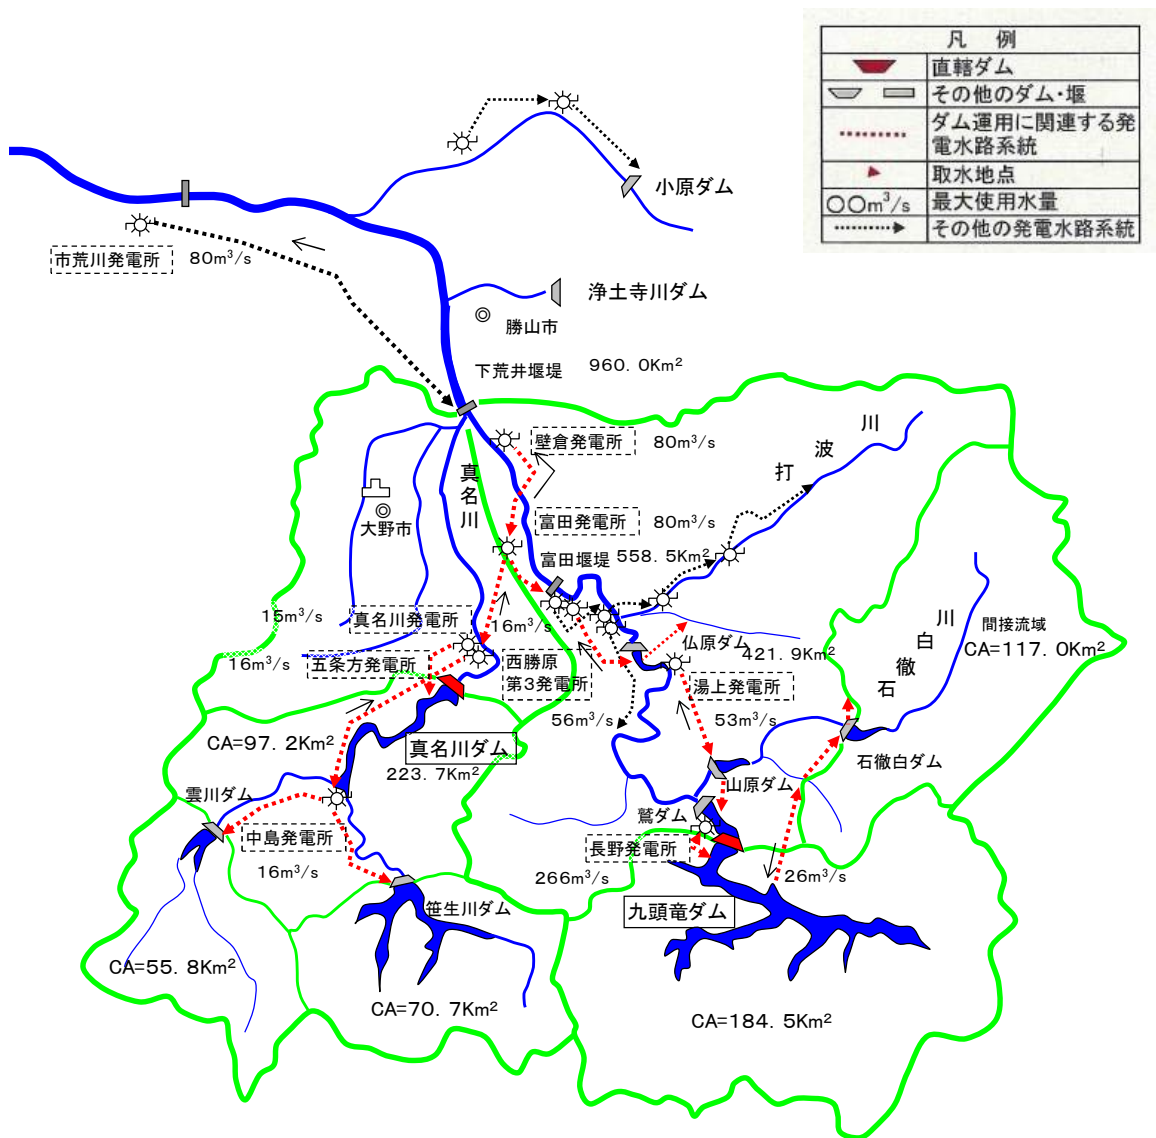 凡 例
直轄ダム
その他のダム・堰
ダム運用に関連する発
電水路系統
取水地点
○○m³/s 最大使用水量
その他の発電水路系統
小原ダム
市荒川発電所 80m³/s
浄土寺川ダム
勝山市
下荒井堰堤 960. 0Km²
壁倉発電所 80m³/s
打波川
真名川
大野市
富田発電所 80m³/s
富田堰堤 558. 5Km²
15m³/s 真名川発電所 16m³/s
仏原ダム 421. 9Km²
石徹白川
間接流域
CA=117. 0Km²
16m³/s 五条方発電所
西勝原
第3発電所
湯上発電所
56m³/s
53m³/s
CA=97. 2Km²
真名川ダム
223. 7Km²
石徹白ダム
山原ダム
雲川ダム
鷲ダム
中島発電所
16m³/s
長野発電所
266m³/s
26m³/s
笹生川ダム
九頭竜ダム
CA=55. 8Km²
CA=70. 7Km²
CA=184. 5Km²